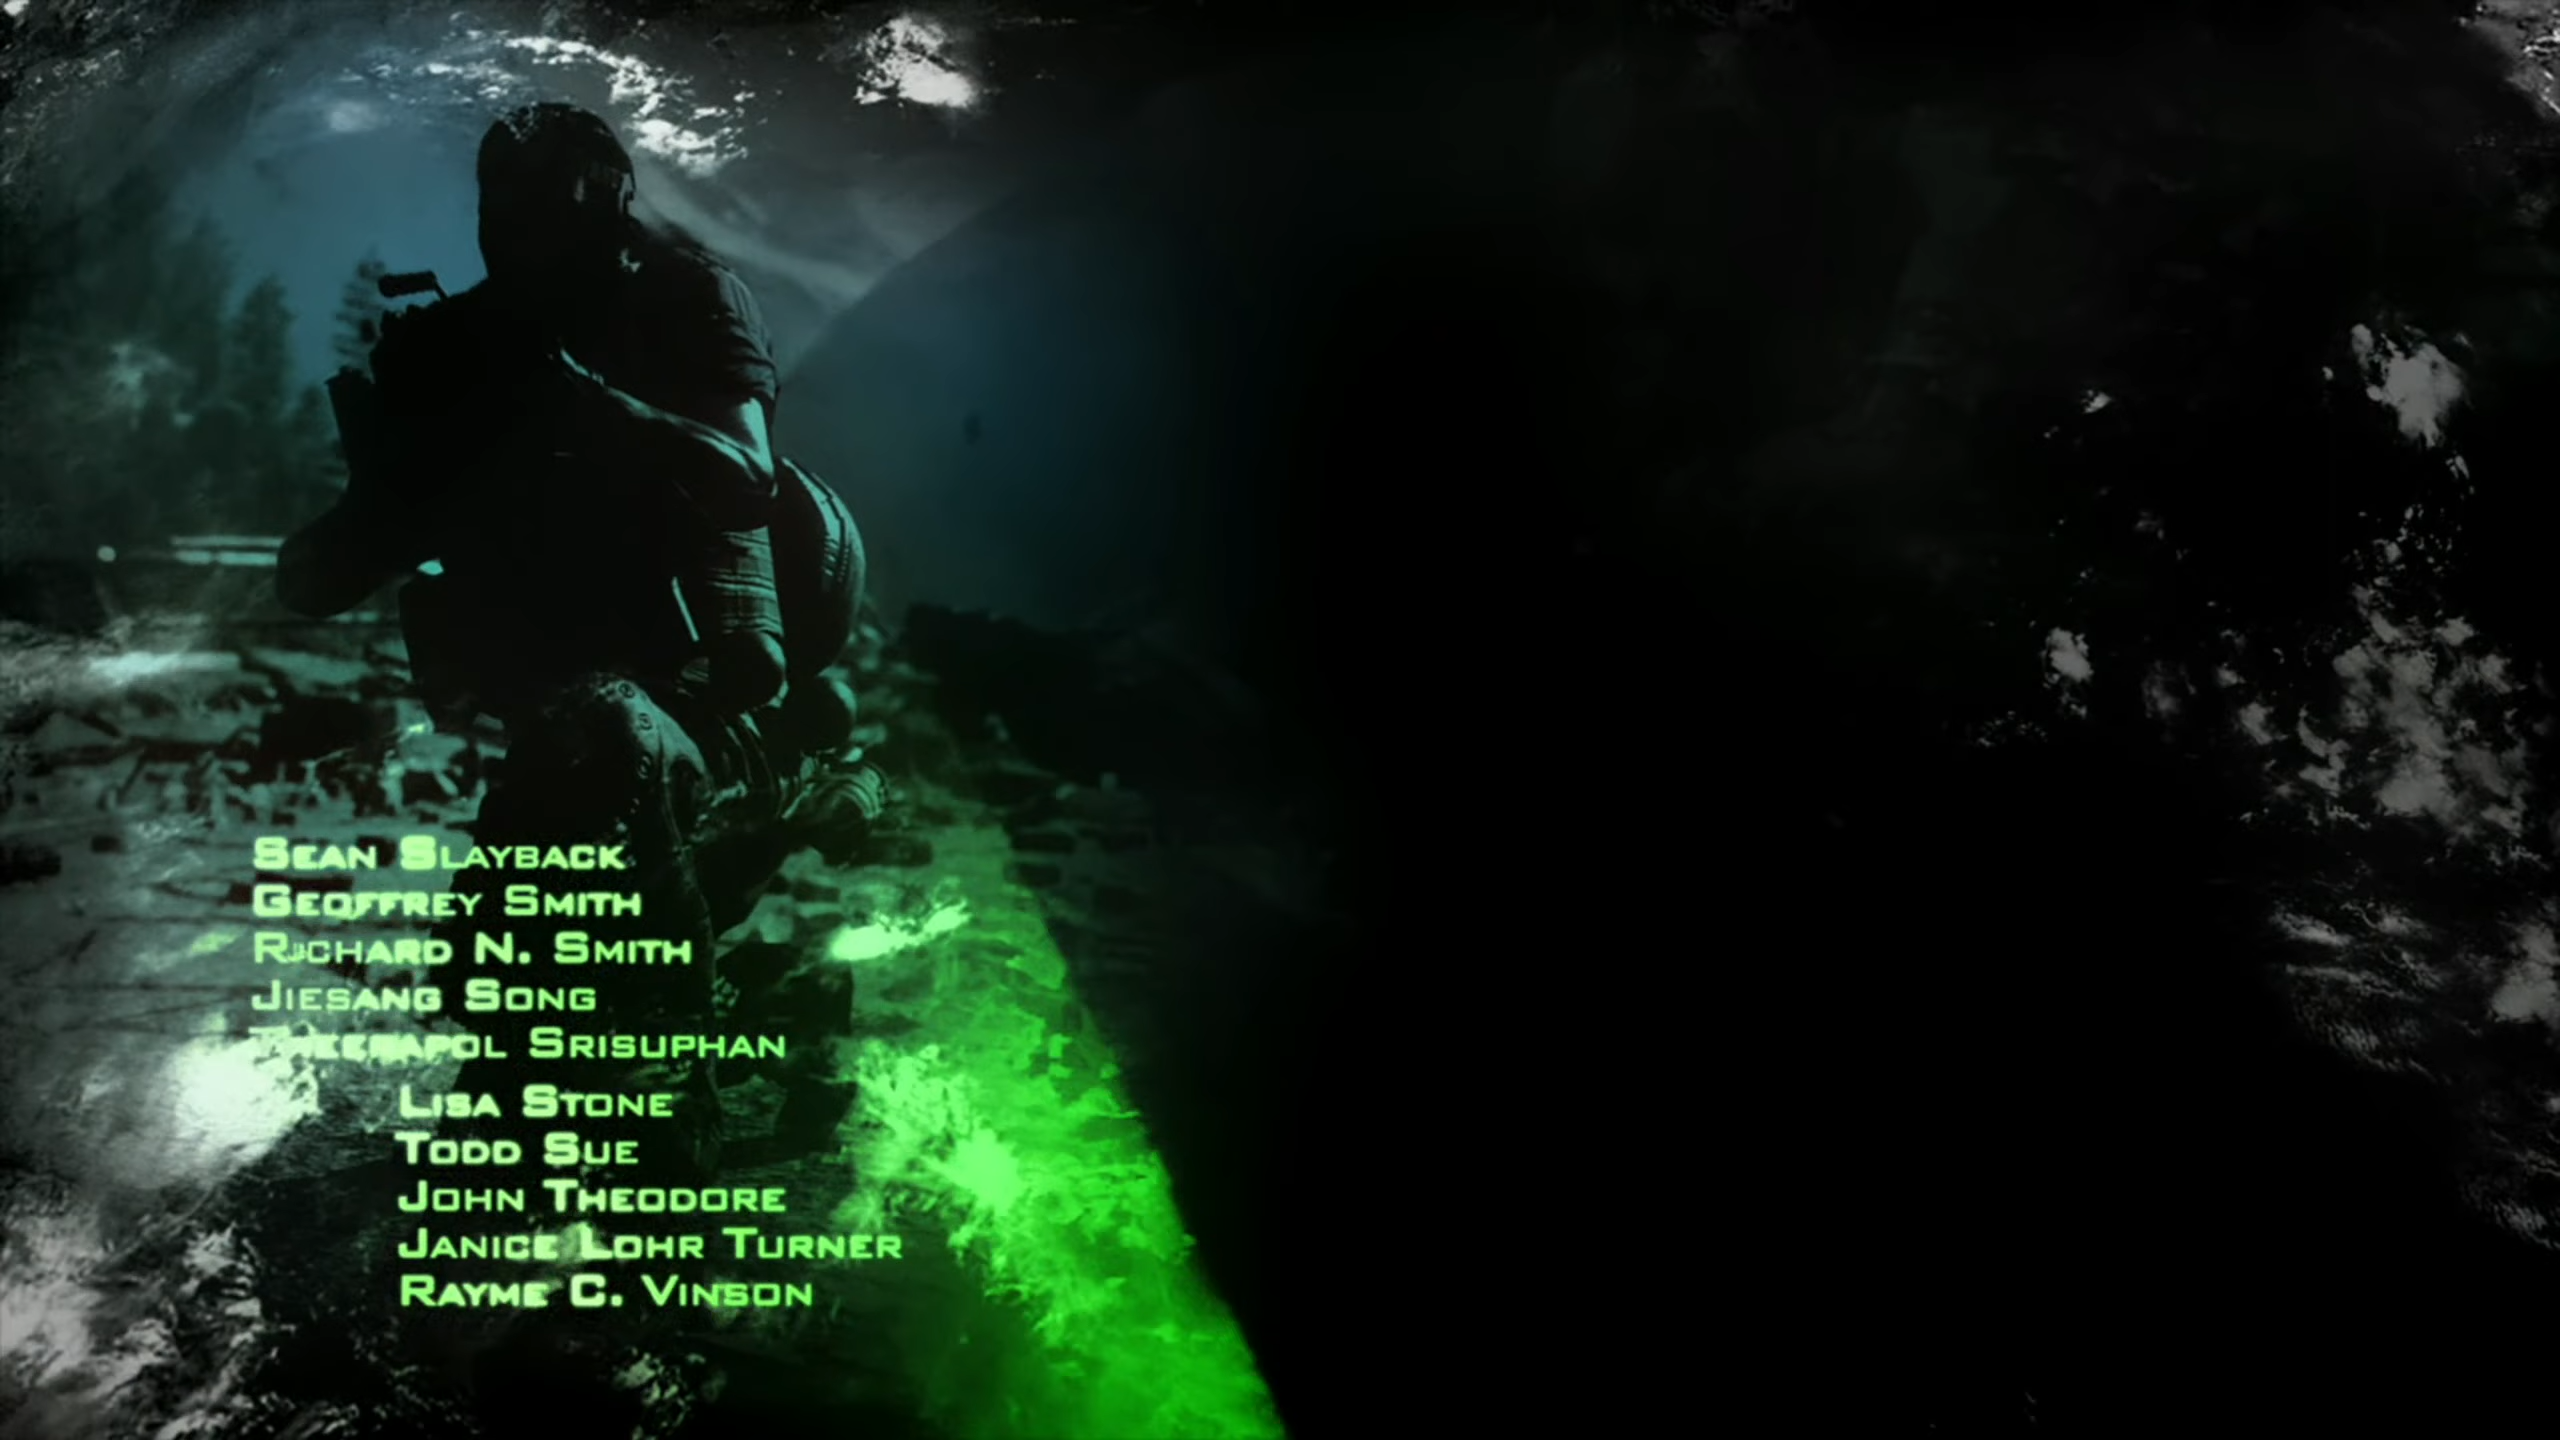 Sean Slayback
Geoffrey Smith
Richard N. Smith
Jiesang Song
Theerapol Srisuphan
Lisa Stone
Todd Sue
John Theodore
Janice Lohr Turner
Rayme C. Vinson